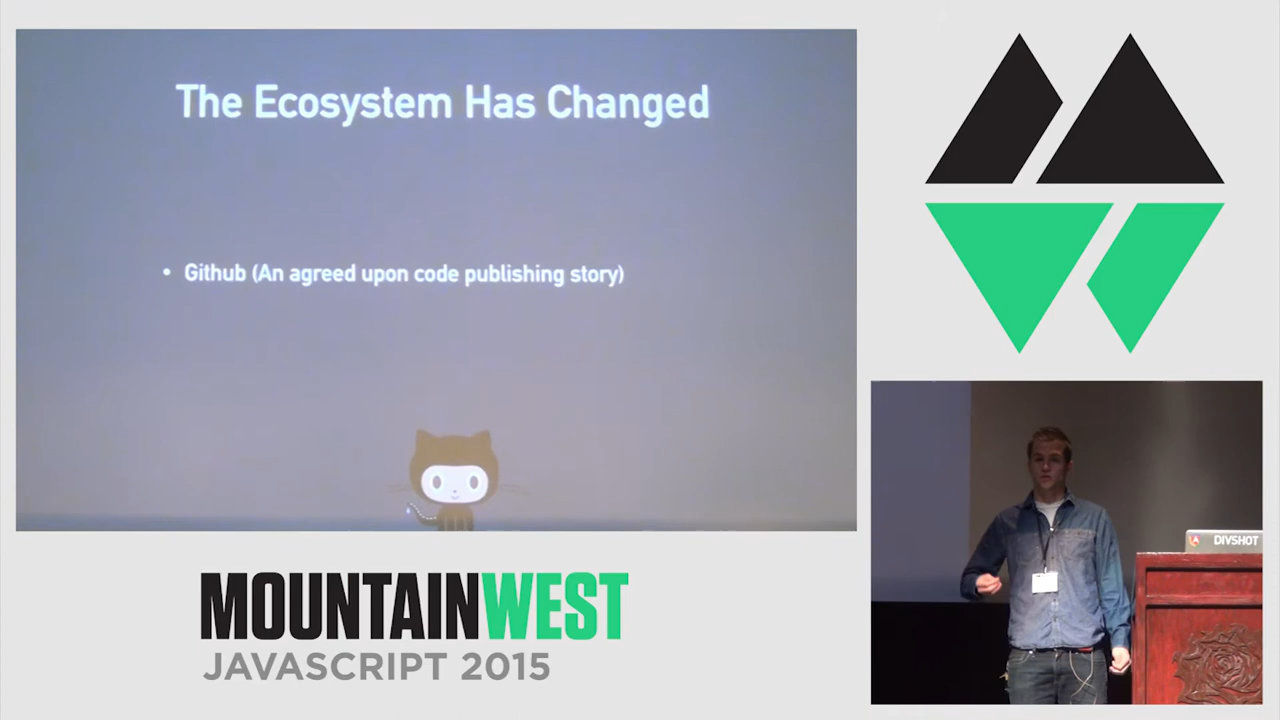 The Ecosystem Has Changed
• Github (An agreed upon code publishing story)
MOUNTAINWEST
JAVASCRIPT 2015
DIVSHOT